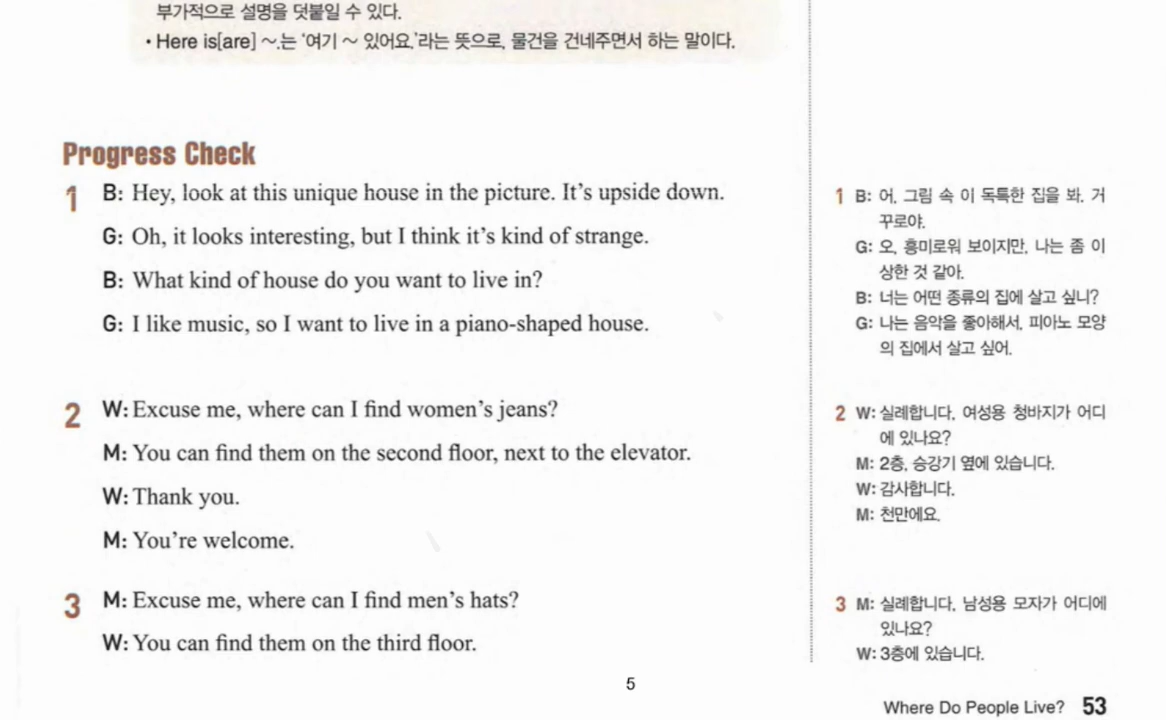 부가적으로 설명을 덧붙일 수 있다.
• Here is[are] ~.는 ‘여기 ~ 있어요.’라는 뜻으로, 물건을 건네주면서 하는 말이다.
Progress Check
1 B: Hey, look at this unique house in the picture. It’s upside down.
G: Oh, it looks interesting, but I think it’s kind of strange.
B: What kind of house do you want to live in?
G: I like music, so I want to live in a piano-shaped house.
2 W: Excuse me, where can I find women’s jeans?
M: You can find them on the second floor, next to the elevator.
W: Thank you.
M: You’re welcome.
3 M: Excuse me, where can I find men’s hats?
W: You can find them on the third floor.
1 B: 어, 그림 속 이 독특한 집을 봐. 거
꾸로야.
G: 오, 흥미로워 보이지만, 나는 좀 이
상한 것 같아.
B: 너는 어떤 종류의 집에 살고 싶니?
G: 나는 음악을 좋아해서, 피아노 모양
의 집에서 살고 싶어.
2 W: 실례합니다, 여성용 청바지가 어디
에 있나요?
M: 2층, 승강기 옆에 있습니다.
W: 감사합니다.
M: 천만에요.
3 M: 실례합니다, 남성용 모자가 어디에
있나요?
W: 3층에 있습니다.
5
Where Do People Live? 53